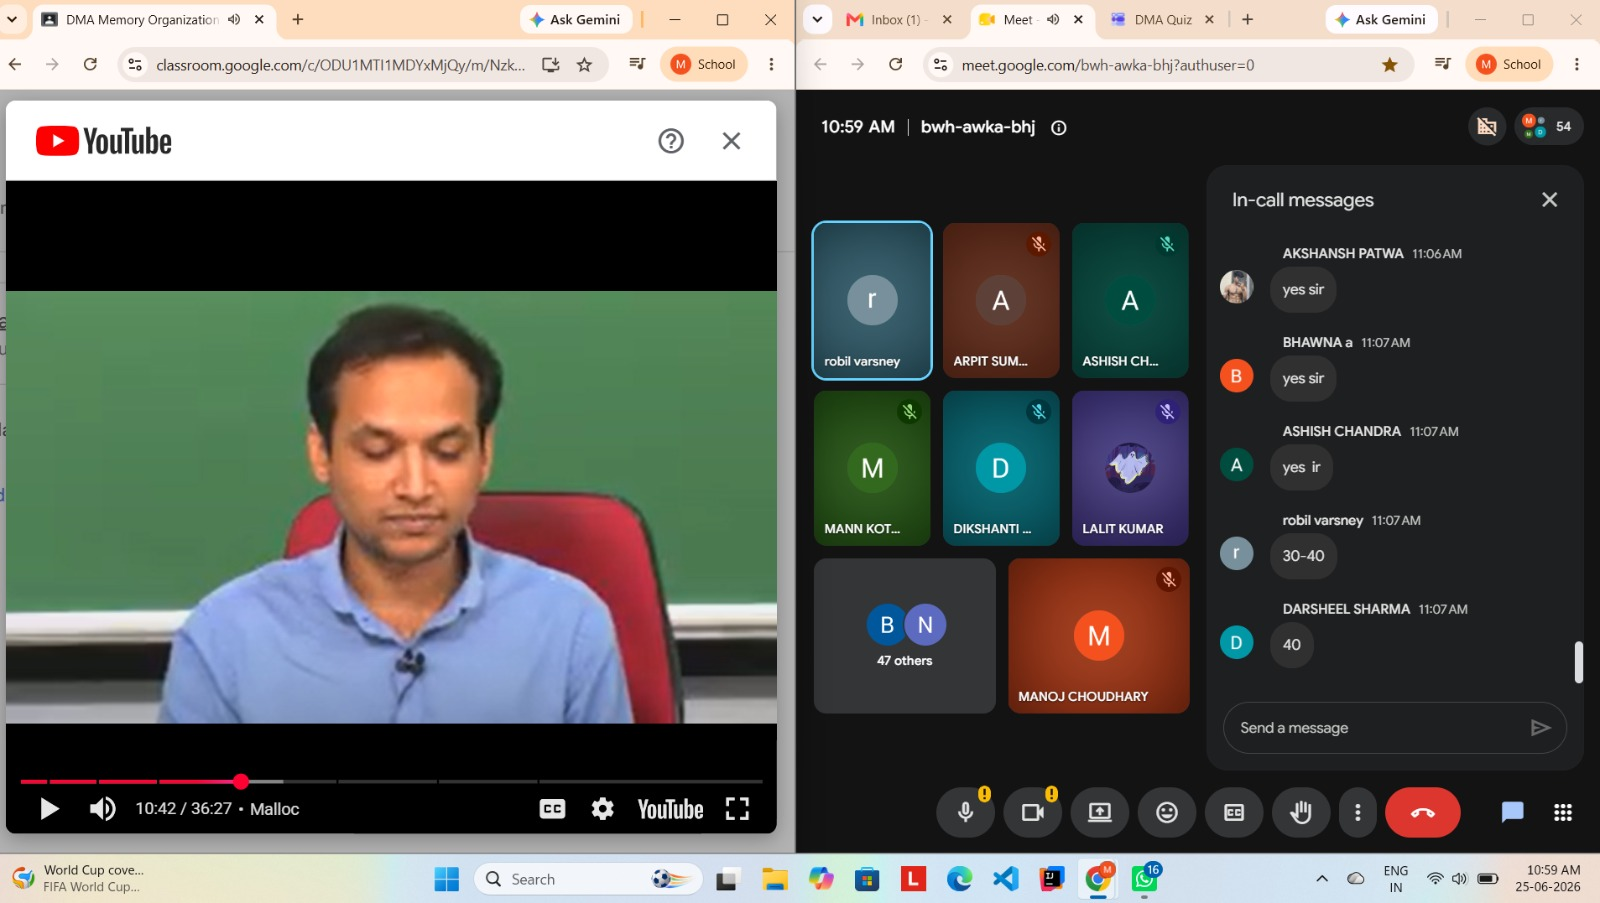 DMA Memory Organization
Ask Gemini
classroom.google.com/c/ODU1MTI1MDYxMjQy/m/Nzk...
M School
YouTube
10:42 / 36:27 • Malloc
CC
YouTube
Inbox (1) -
Meet -
DMA Quiz
Ask Gemini
meet.google.com/bwh-awka-bhj?authuser=0
M School
10:59 AM | bwh-awka-bhj
54
r
robil varsney
A
ARPIT SUM...
A
ASHISH CH...
M
MANN KOT...
D
DIKSHANTI ...
LALIT KUMAR
B N
47 others
M
MANOJ CHOUDHARY
In-call messages
AKSHANSH PATWA 11:06 AM
yes sir
BHAWNA a 11:07 AM
B
yes sir
ASHISH CHANDRA 11:07 AM
A
yes ir
robil varsney 11:07 AM
r
30-40
DARSHEEL SHARMA 11:07 AM
D
40
Send a message
World Cup cove...
FIFA World Cup...
Search
L
IJ
M
16
ENG
IN
10:59 AM
25-06-2026